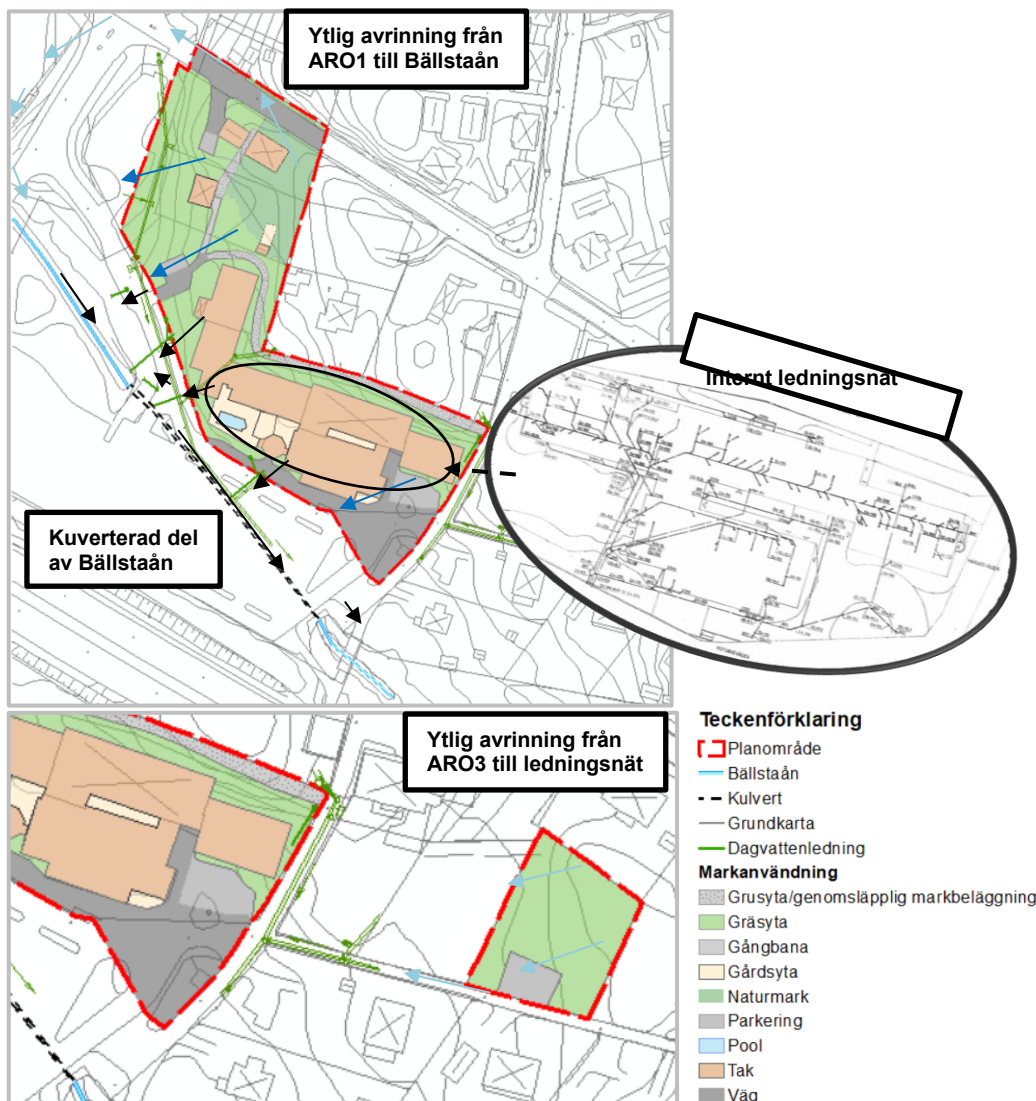 Ytlig avrinning från
ARO1 till Bällstaån
Internt ledningsnät
Kuverterad del
av Bällstaån
Ytlig avrinning från
ARO3 till ledningsnät
Teckenförklaring
Planområde
Bällstaån
Kulvert
Grundkarta
Dagvattenledning
Markanvändning
Grusyta/genomsläpplig markbeläggning
Gräsyta
Gångbana
Gårdsyta
Naturmark
Parkering
Pool
Tak
Väg